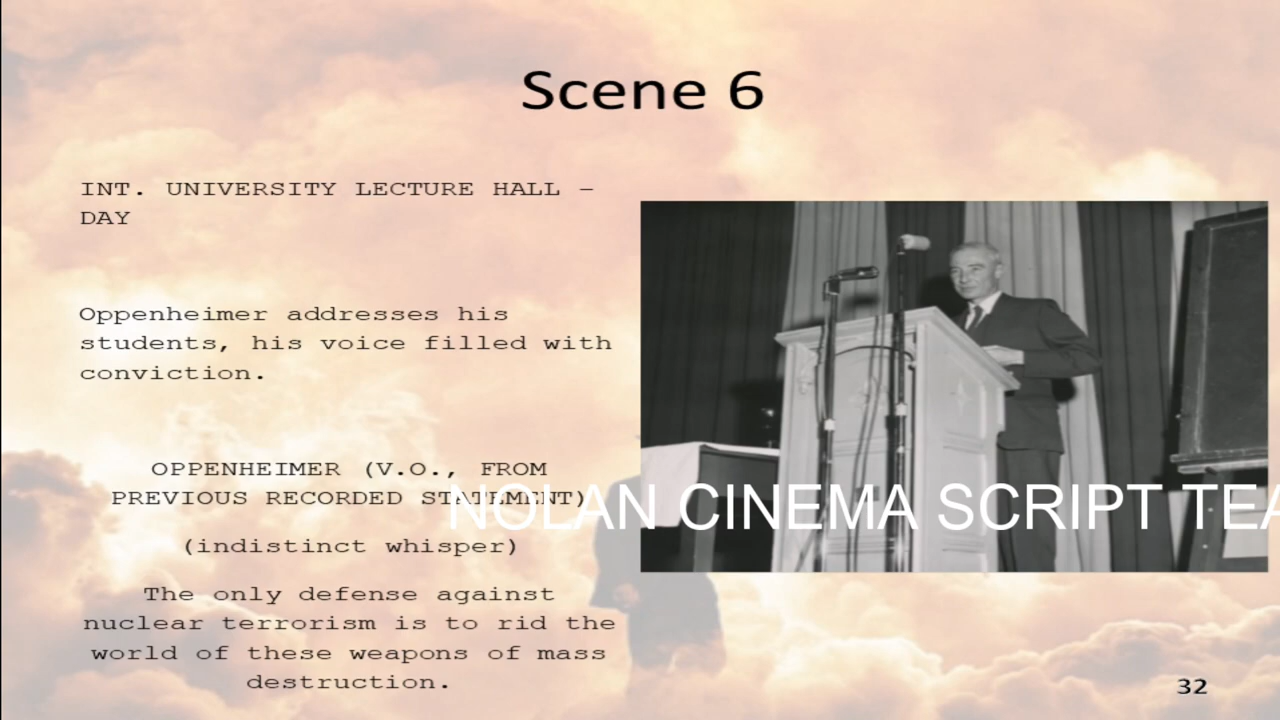 Scene 6
INT. UNIVERSITY LECTURE HALL –
DAY
Oppenheimer addresses his
students, his voice filled with
conviction.
OPPENHEIMER (V.O., FROM
PREVIOUS RECORDED STATEMENT)
(indistinct whisper)
The only defense against
nuclear terrorism is to rid the
world of these weapons of mass
destruction.
NOLAN CINEMA SCRIPT TEA
32